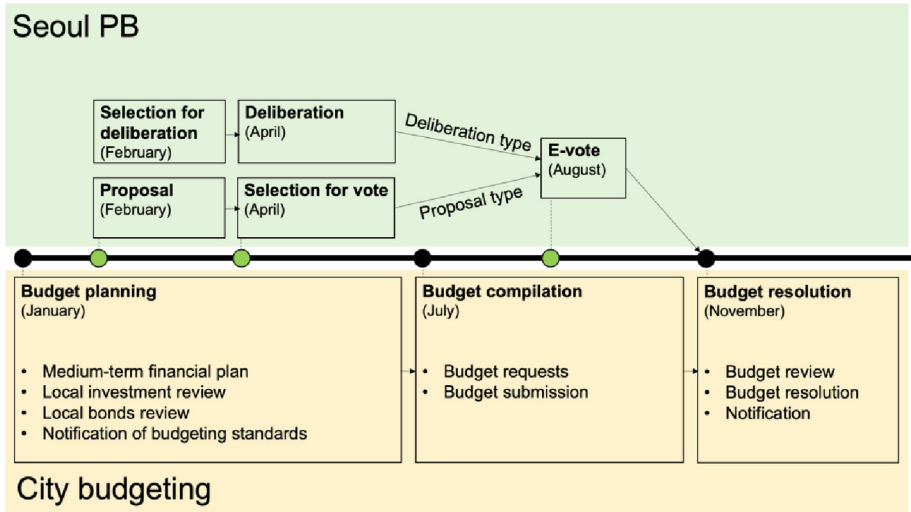 Seoul PB
Selection for
deliberation
(February)
Deliberation
(April)
Deliberation type
E-vote
(August)
Proposal
(February)
Selection for vote
(April)
Proposal type
Budget planning
(January)
• Medium-term financial plan
• Local investment review
• Local bonds review
• Notification of budgeting standards
Budget compilation
(July)
• Budget requests
• Budget submission
Budget resolution
(November)
• Budget review
• Budget resolution
• Notification
City budgeting